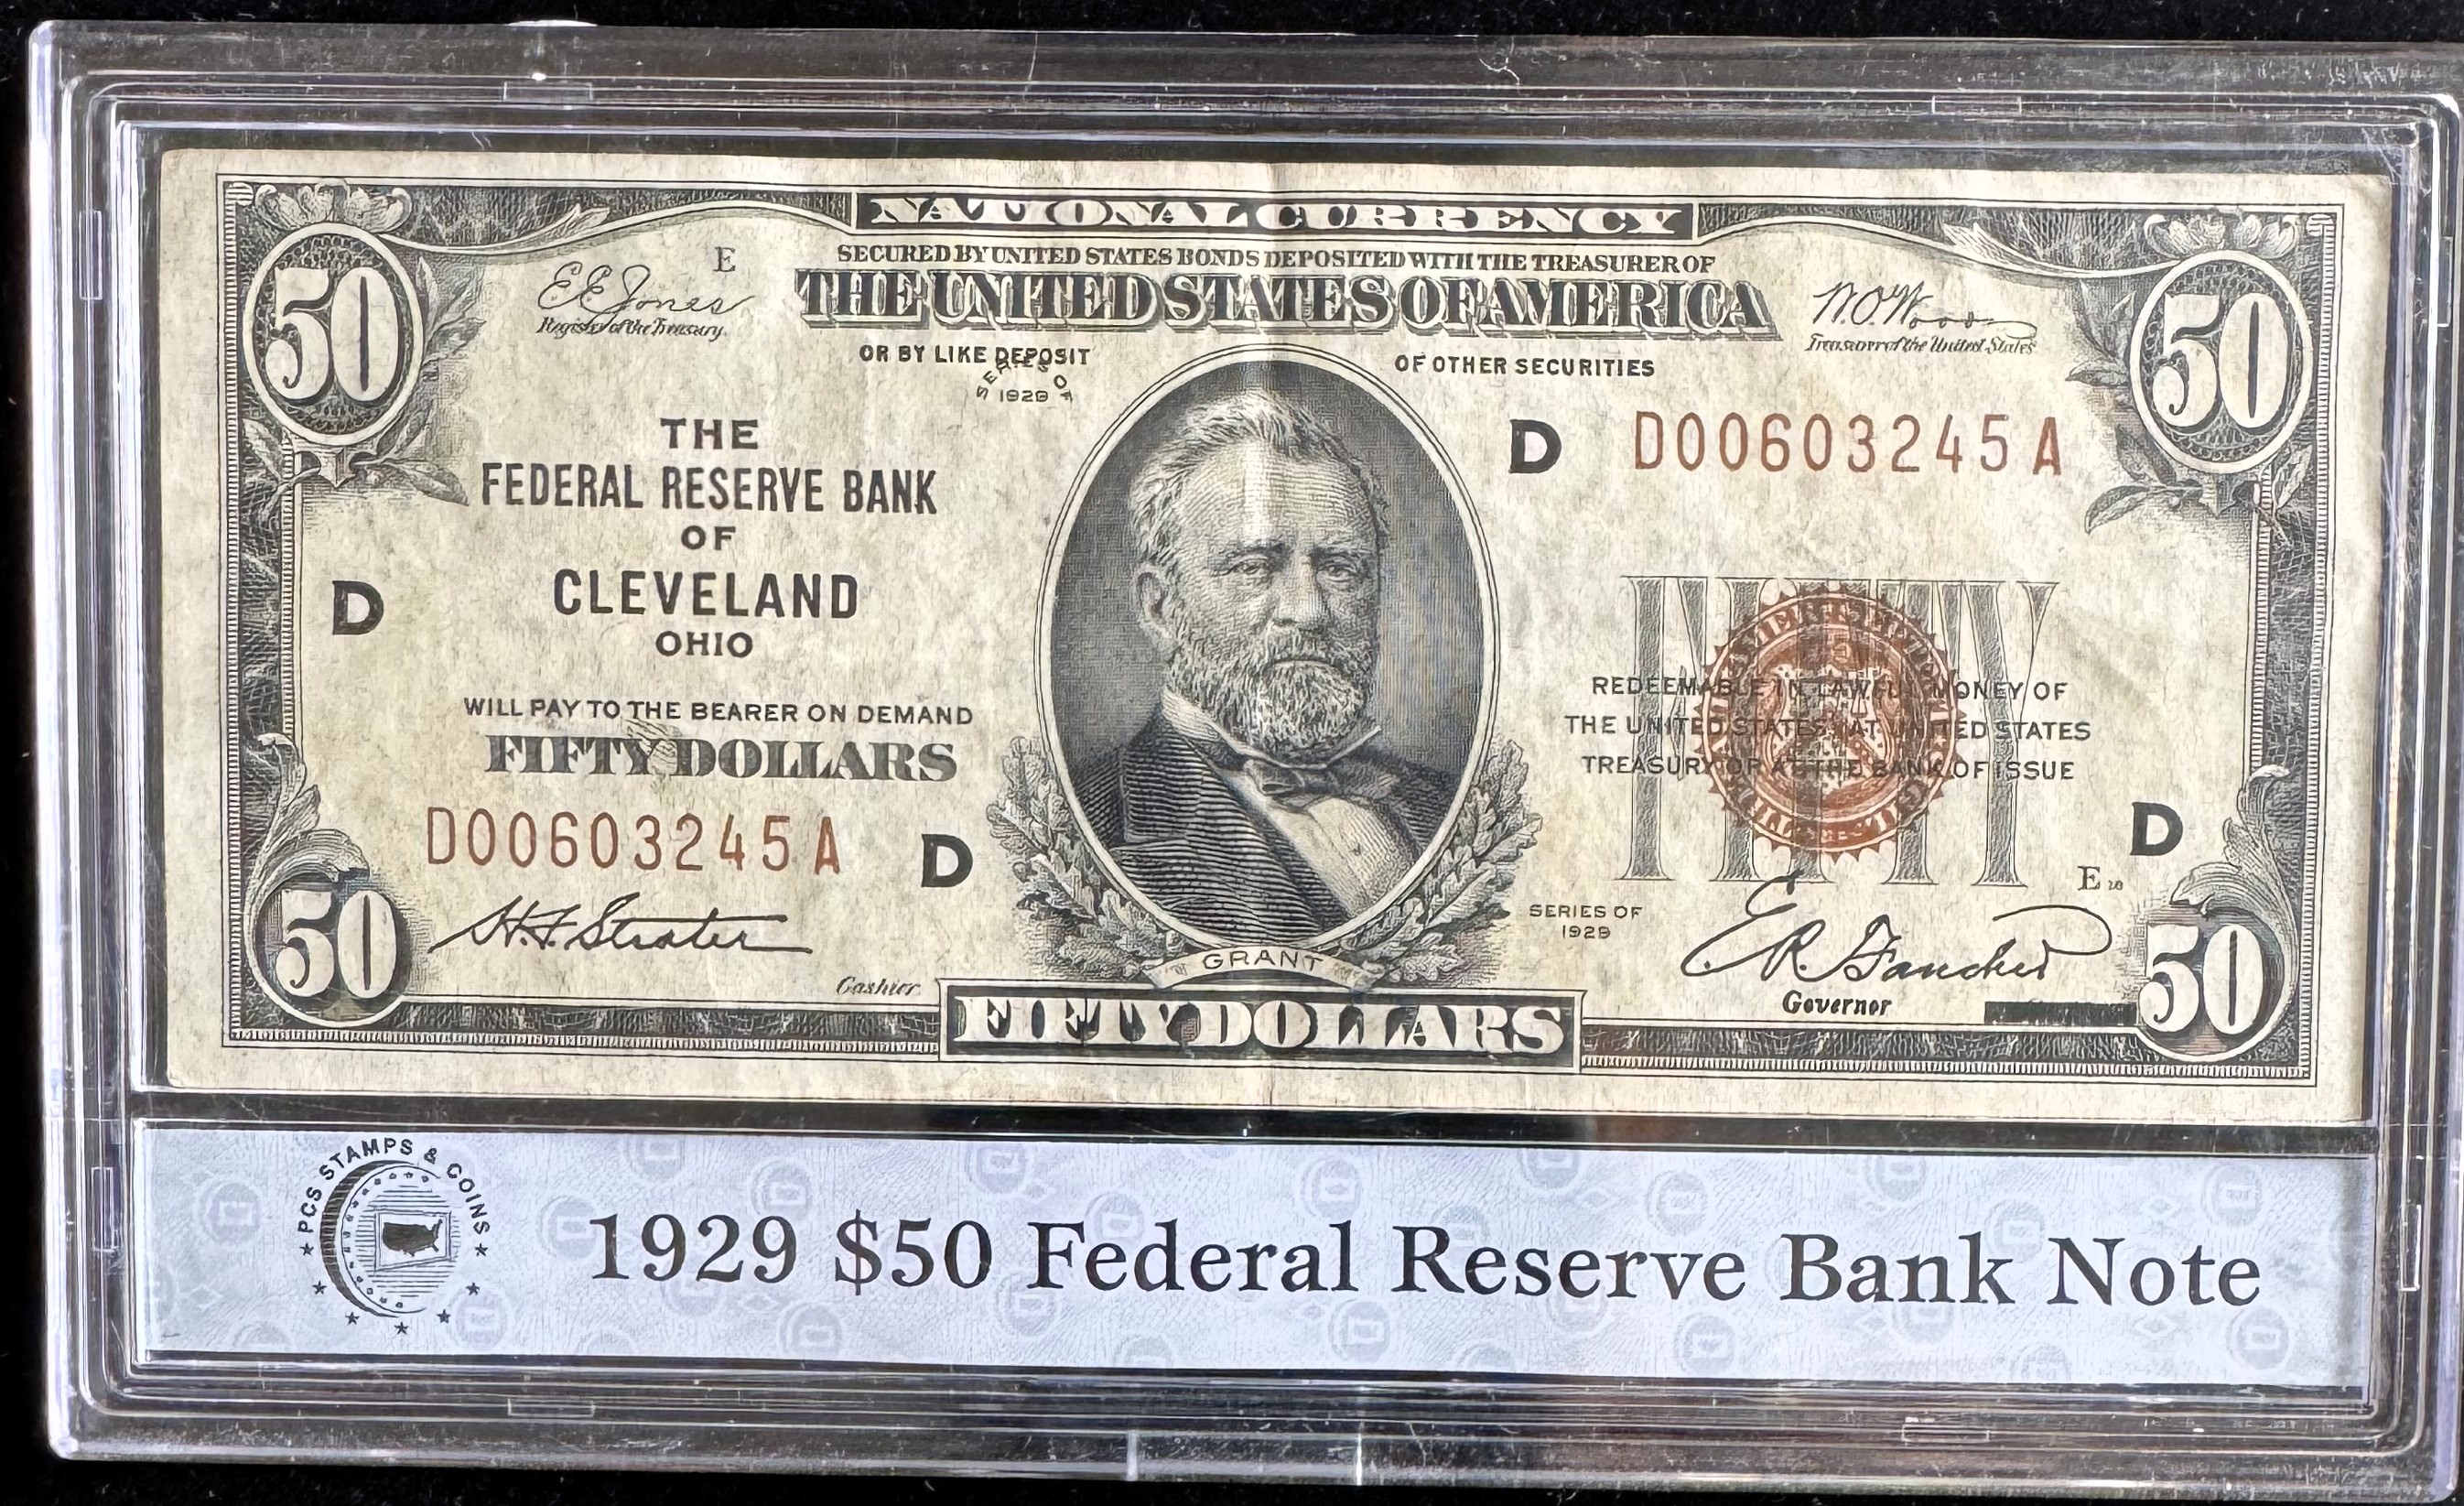 NATIONAL CURRENCY
SECURED BY UNITED STATES BONDS DEPOSITED WITH THE TREASURER OF
THE UNITED STATES OF AMERICA
OR BY LIKE DEPOSIT
OF OTHER SECURITIES
50
E
E E Jones
Register of the Treasury.
W. O. Woods
Treasurer of the United States
50
SERIES OF
1929
THE
FEDERAL RESERVE BANK
OF
CLEVELAND
OHIO
D
D00603245A
D
WILL PAY TO THE BEARER ON DEMAND
FIFTY DOLLARS
D00603245A
D
FIFTY
REDEEMABLE IN LAWFUL MONEY OF
THE UNITED STATES AT UNITED STATES
TREASURY OR AT THE BANK OF ISSUE
D
E
50
H.F. Strater
Cashier
GRANT
SERIES OF
1929
E.R. Fancher
Governor
50
FIFTY DOLLARS
PCS STAMPS & COINS
1929 $50 Federal Reserve Bank Note